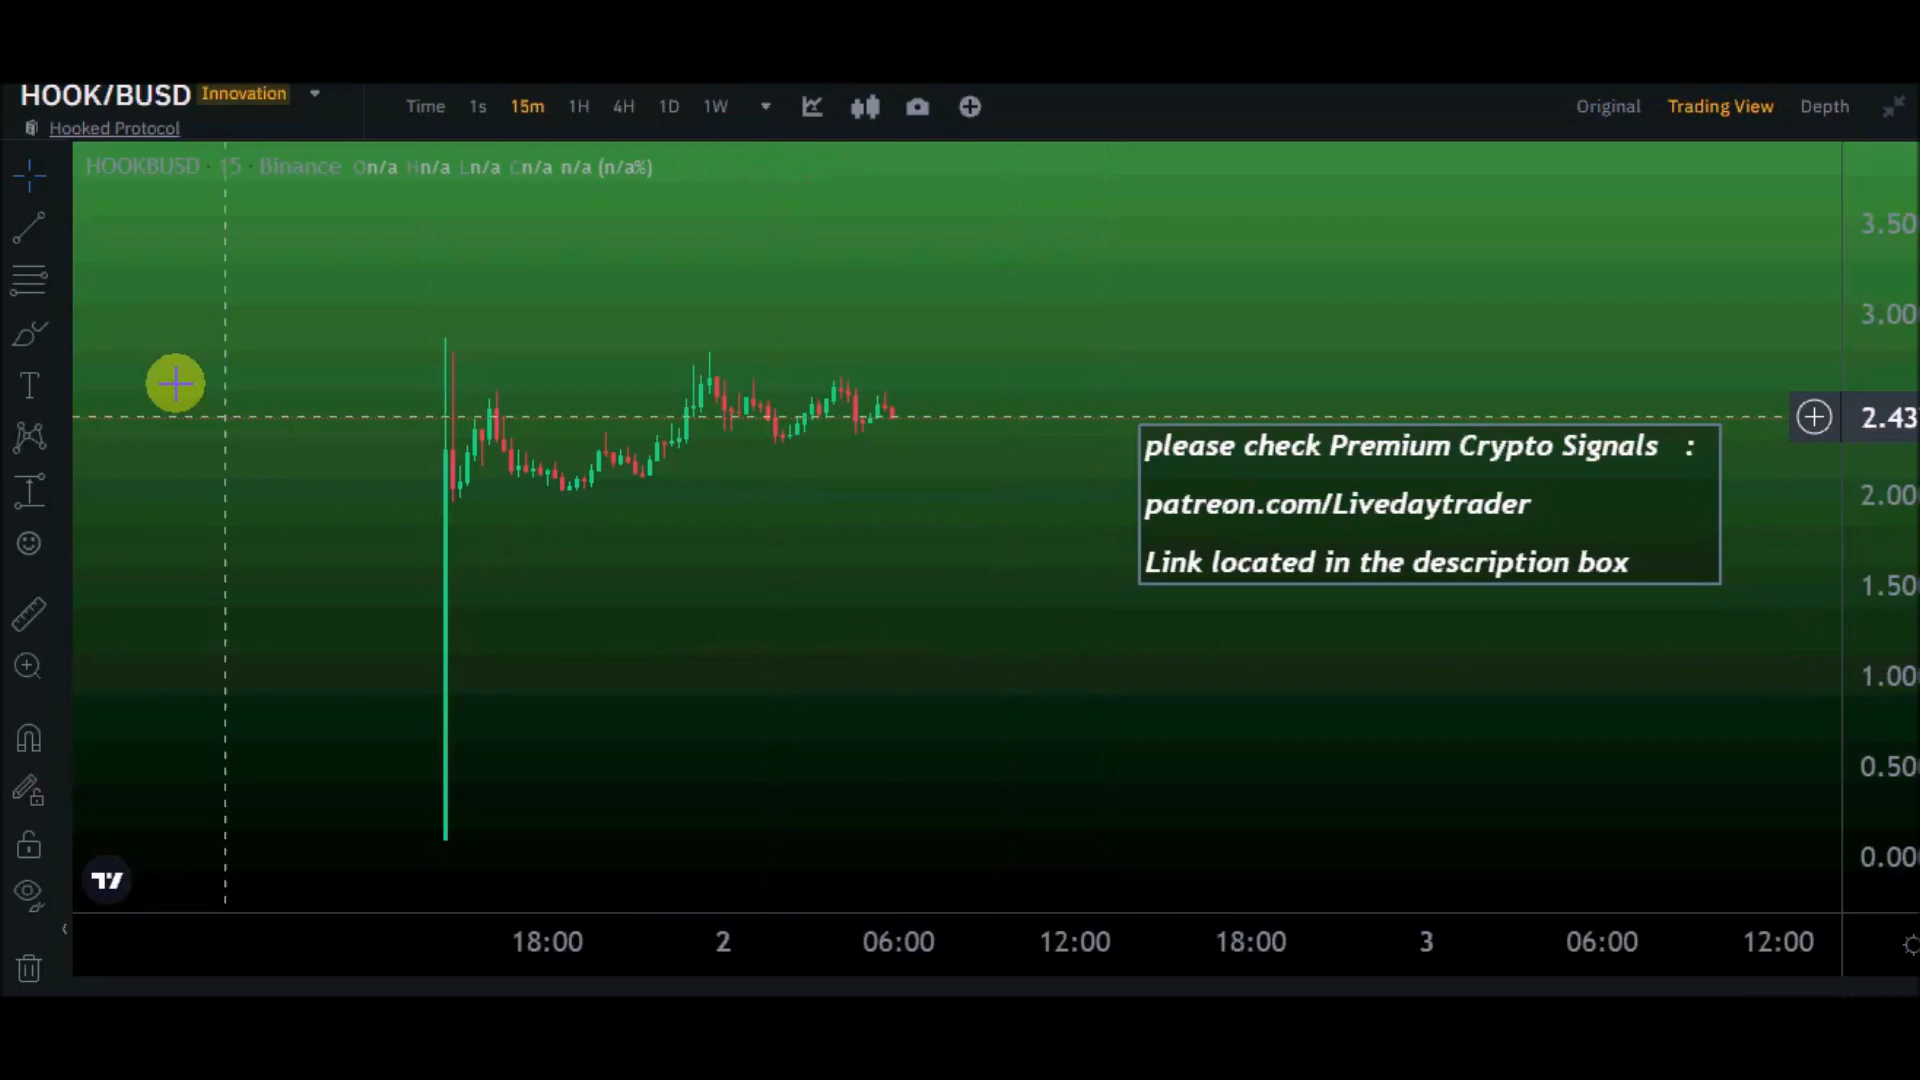 HOOK/BUSD Innovation
Time 1s 15m 1H 4H 1D 1W Original Trading View Depth
Hooked Protocol
HOOKBUSD · 15 · Binance On/a Hn/a Ln/a Cn/a n/a (n/a%)
3.50
3.00
2.43
please check Premium Crypto Signals :
patreon.com/Livedaytrader
Link located in the description box
2.00
1.50
1.00
0.50
0.00
18:00 2 06:00 12:00 18:00 3 06:00 12:00